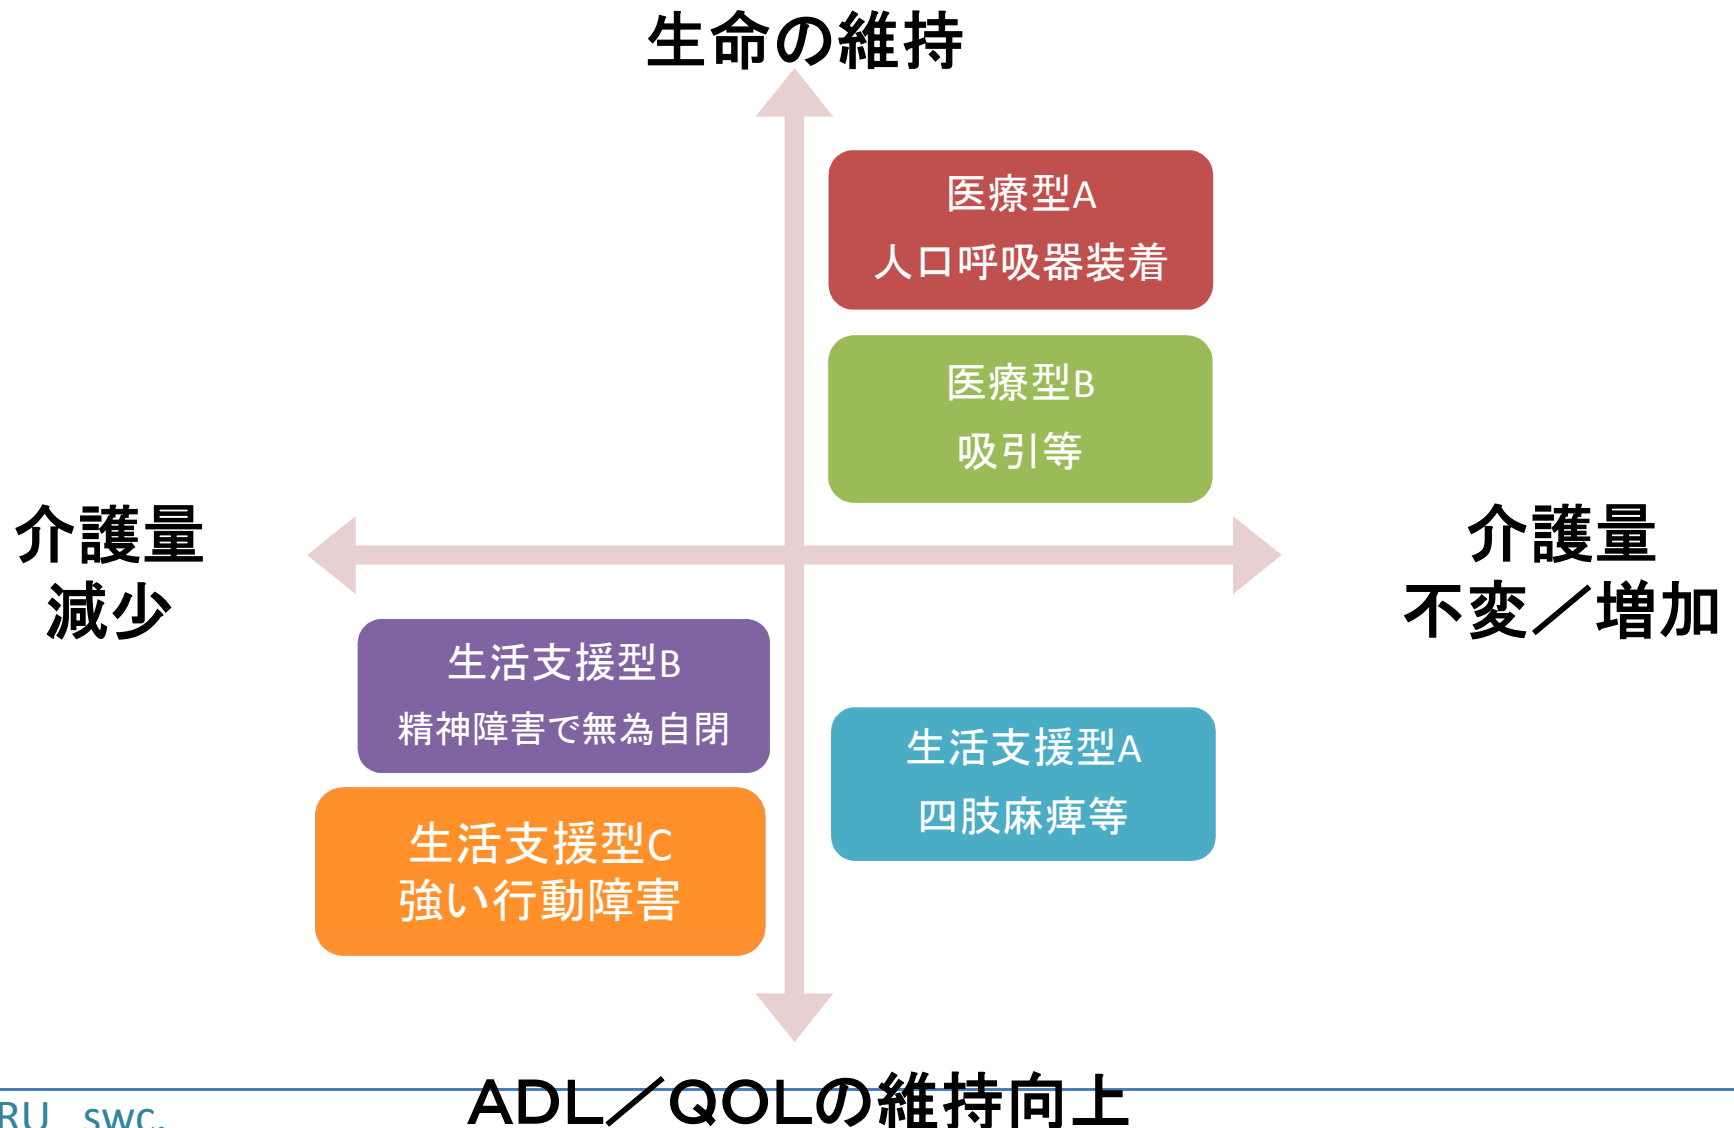 生命の維持
医療型A
人口呼吸器装着
医療型B
吸引等
介護量
減少
介護量
不変／増加
生活支援型B
精神障害で無為自閉
生活支援型A
四肢麻痺等
生活支援型C
強い行動障害
ADL／QOLの維持向上
RU swc.